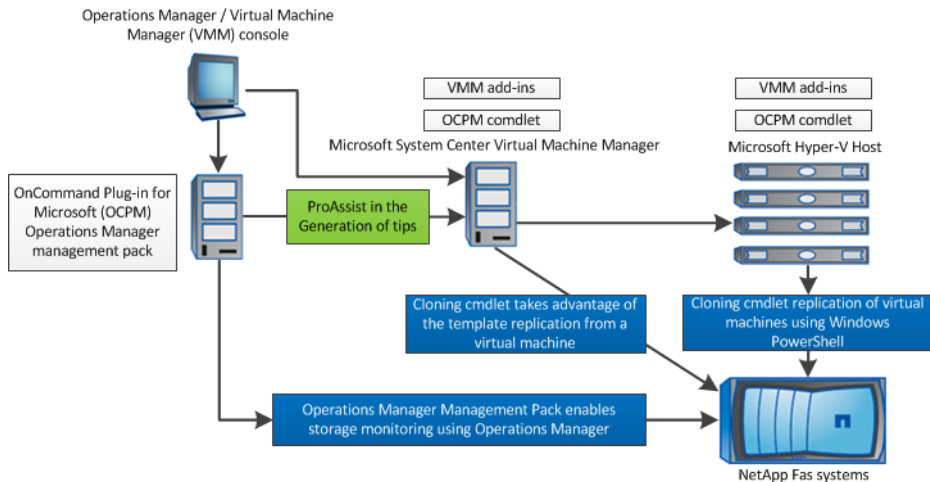 Operations Manager / Virtual Machine
Manager (VMM) console
VMM add-ins
OCPM comdlet
Microsoft System Center Virtual Machine Manager
VMM add-ins
OCPM comdlet
Microsoft Hyper-V Host
OnCommand Plug-in for
Microsoft (OCPM)
Operations Manager
management pack
ProAssist in the
Generation of tips
Cloning cmdlet takes advantage of
the template replication from a
virtual machine
Cloning cmdlet replication of virtual
machines using Windows
PowerShell
Operations Manager Management Pack enables
storage monitoring using Operations Manager
NetApp Fas systems